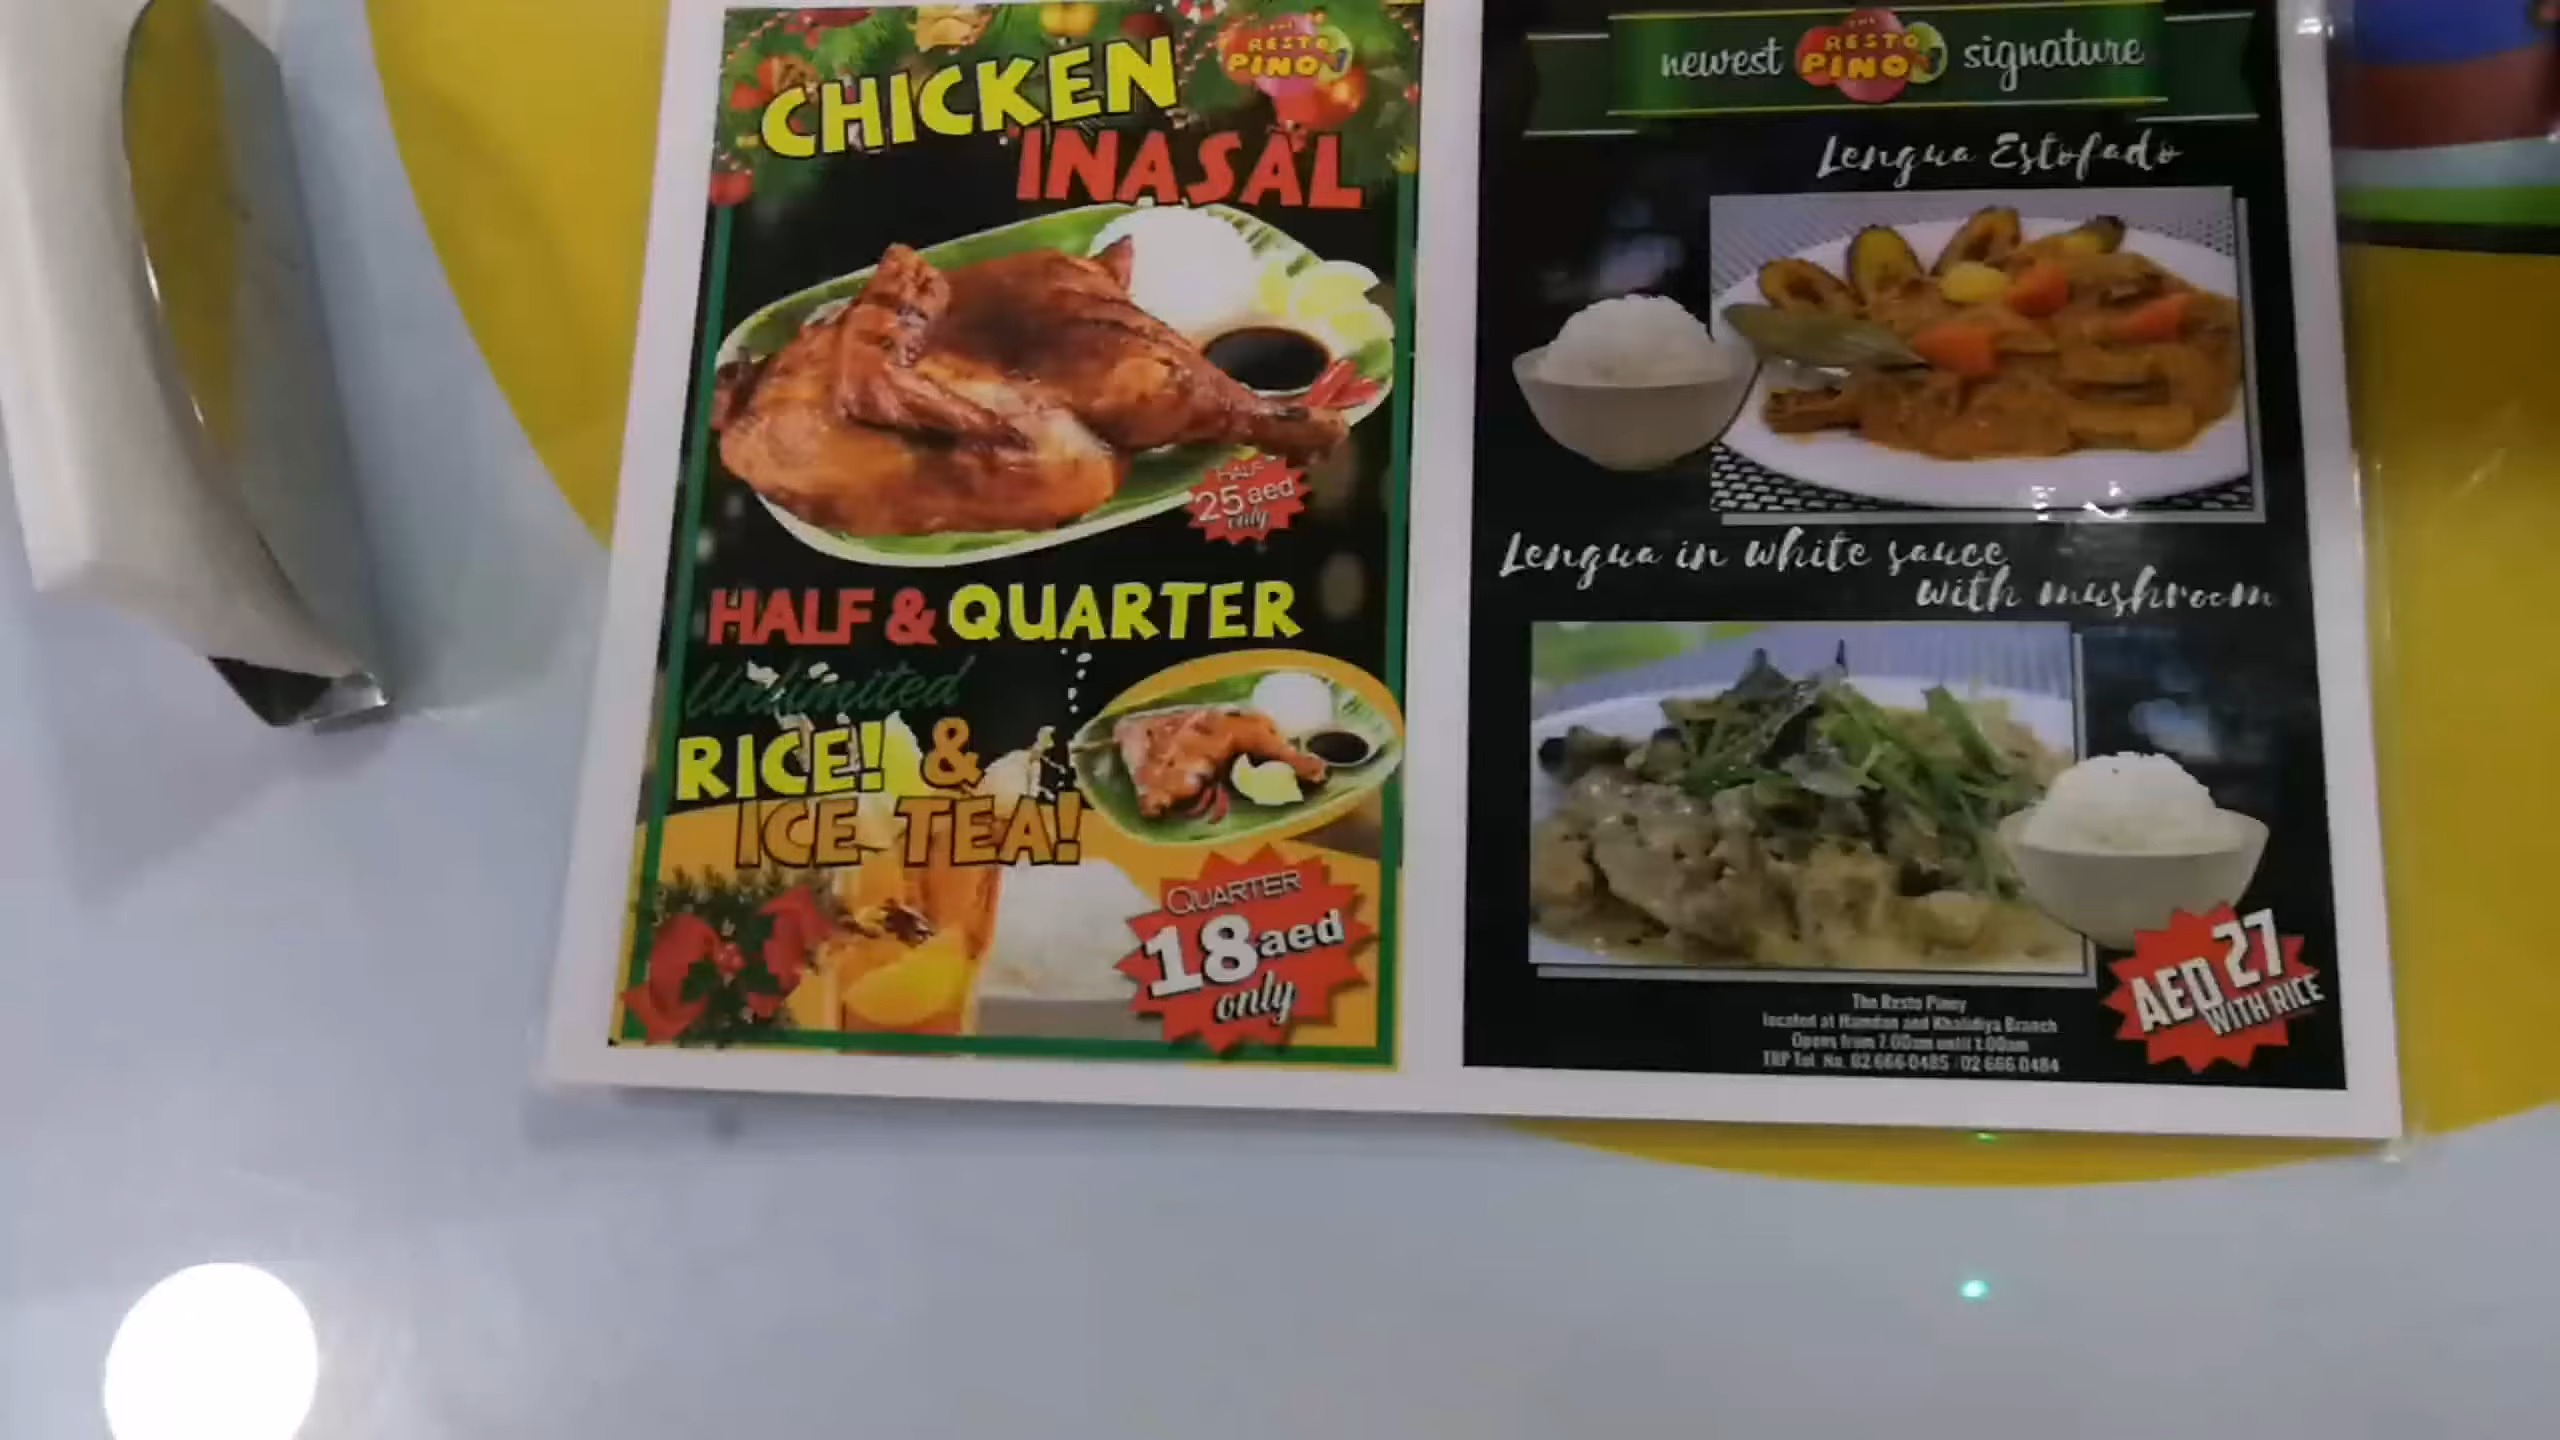 THE
RESTO
PINOY
CHICKEN
INASAL
HALF
25 aed
only
HALF & QUARTER
Unlimited
RICE! &
ICE TEA!
QUARTER
18 aed
only
newest THE RESTO PINOY signature
Lengua Estofado
Lengua in white sauce
with mushroom
AED 27
WITH RICE
The Resto Pinoy
located at Hamdan and Khalidiya Branch
Opens from 7.00am until 1:00am
TRP Tel. No. 02 666 0485 / 02 666 0484